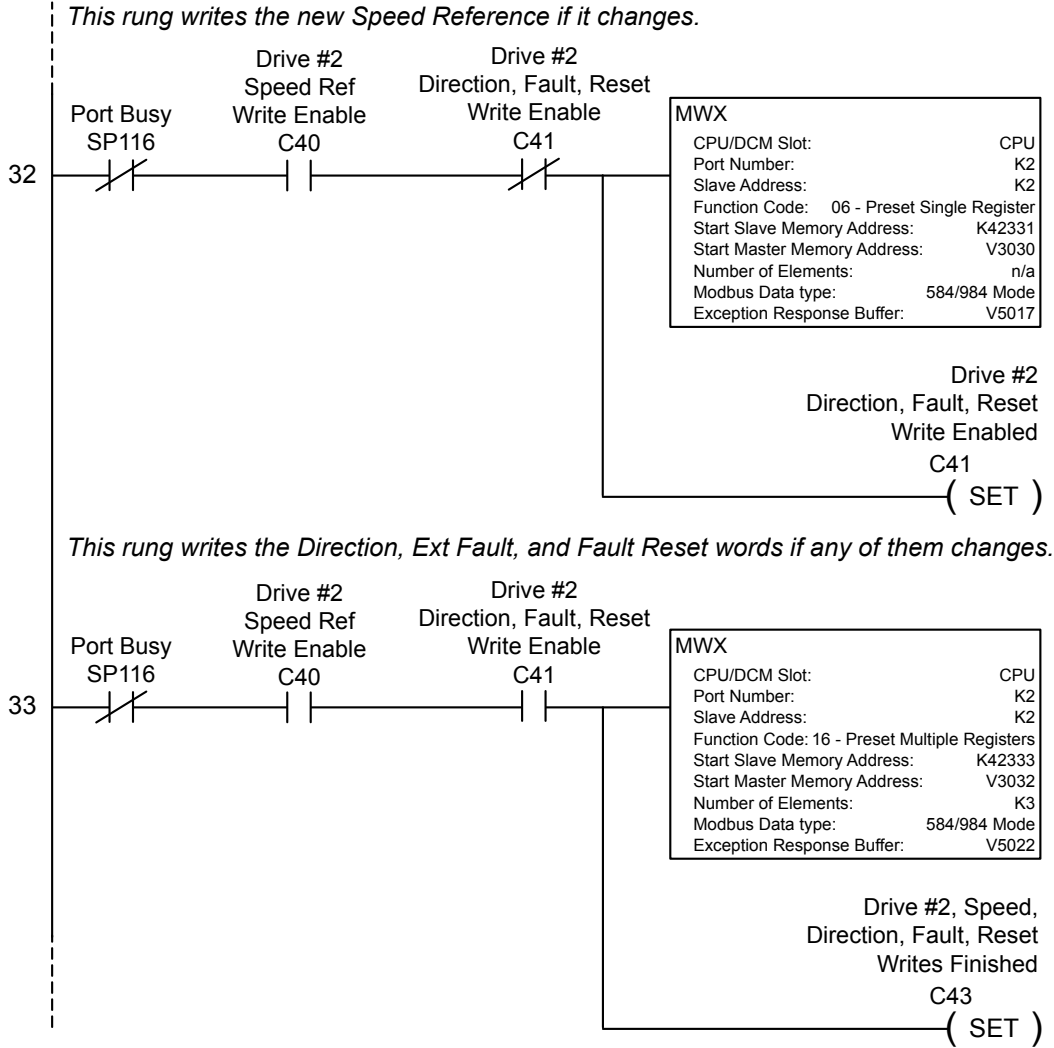 This rung writes the new Speed Reference if it changes.
Port Busy
SP116
Drive #2
Speed Ref
Write Enable
C40
Drive #2
Direction, Fault, Reset
Write Enable
C41
32
MWX
CPU/DCM Slot: CPU
Port Number: K2
Slave Address: K2
Function Code: 06 - Preset Single Register
Start Slave Memory Address: K42331
Start Master Memory Address: V3030
Number of Elements: n/a
Modbus Data type: 584/984 Mode
Exception Response Buffer: V5017
Drive #2
Direction, Fault, Reset
Write Enabled
C41
( SET )
This rung writes the Direction, Ext Fault, and Fault Reset words if any of them changes.
Port Busy
SP116
Drive #2
Speed Ref
Write Enable
C40
Drive #2
Direction, Fault, Reset
Write Enable
C41
33
MWX
CPU/DCM Slot: CPU
Port Number: K2
Slave Address: K2
Function Code: 16 - Preset Multiple Registers
Start Slave Memory Address: K42333
Start Master Memory Address: V3032
Number of Elements: K3
Modbus Data type: 584/984 Mode
Exception Response Buffer: V5022
Drive #2, Speed,
Direction, Fault, Reset
Writes Finished
C43
( SET )